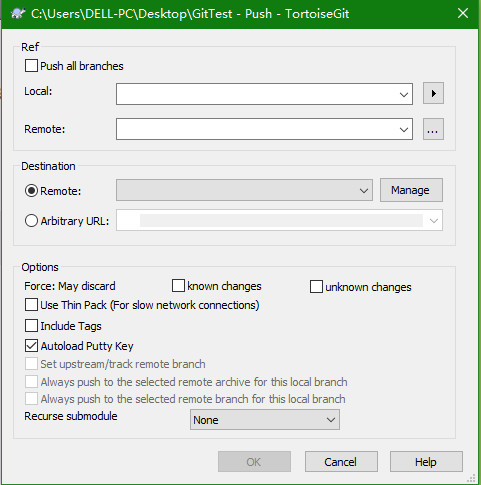 C:\Users\DELL-PC\Desktop\GitTest - Push - TortoiseGit
Ref
Push all branches
Local:
Remote:
...
Destination
Remote:
Manage
Arbitrary URL:
Options
Force: May discard known changes unknown changes
Use Thin Pack (For slow network connections)
Include Tags
Autoload Putty Key
Set upstream/track remote branch
Always push to the selected remote archive for this local branch
Always push to the selected remote branch for this local branch
Recurse submodule None
OK Cancel Help